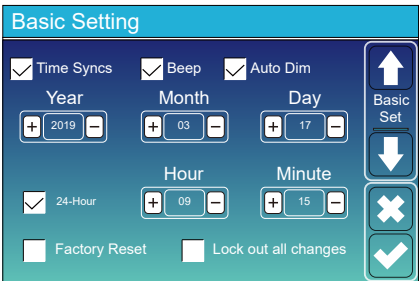 Basic Setting
Time Syncs Beep Auto Dim
Year Month Day Basic Set
+ 2019 - + 03 - + 17 -
Hour Minute
24-Hour + 09 - + 15 -
Factory Reset Lock out all changes